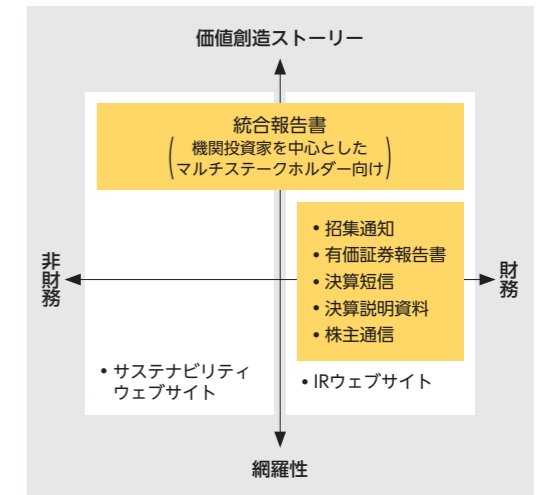 価値創造ストーリー
統合報告書
(機関投資家を中心とした
マルチステークホルダー向け)
• 招集通知
• 有価証券報告書
• 決算短信
• 決算説明資料
• 株主通信
非財務
財務
• サステナビリティ
ウェブサイト
• IRウェブサイト
網羅性